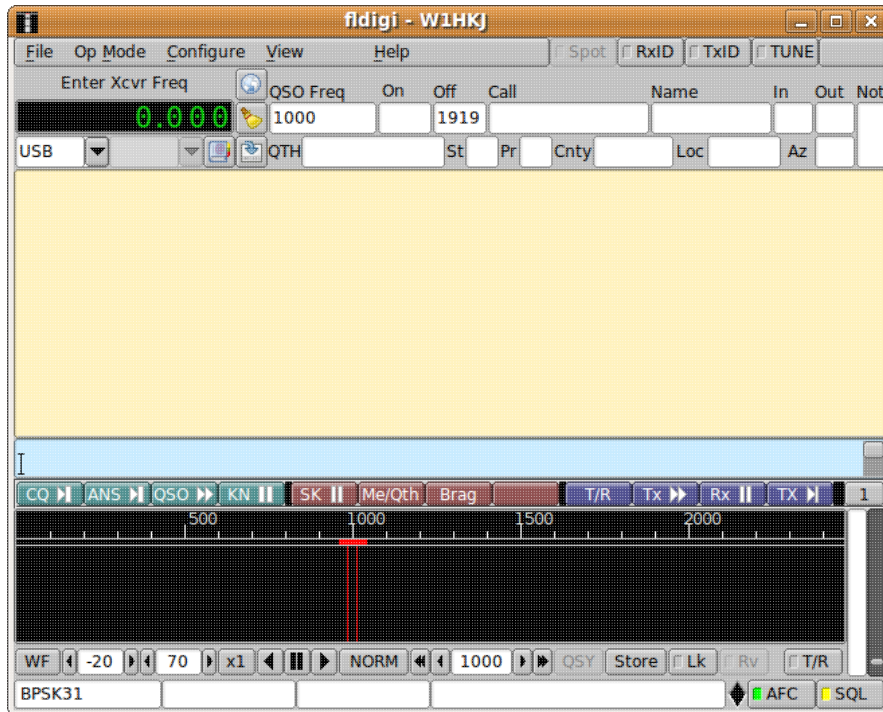 fldigi - W1HKJ
File Op Mode Configure View Help Spot RxID TxID TUNE
Enter Xcvr Freq QSO Freq On Off Call Name In Out Not
0.000 1000 1919
USB QTH St Pr Cnty Loc Az
CQ ANS QSO KN SK Me/Qth Brag T/R Tx Rx TX 1
500 1000 1500 2000
WF -20 70 x1 NORM 1000 QSY Store Lk Rv T/R
BPSK31 AFC SQL